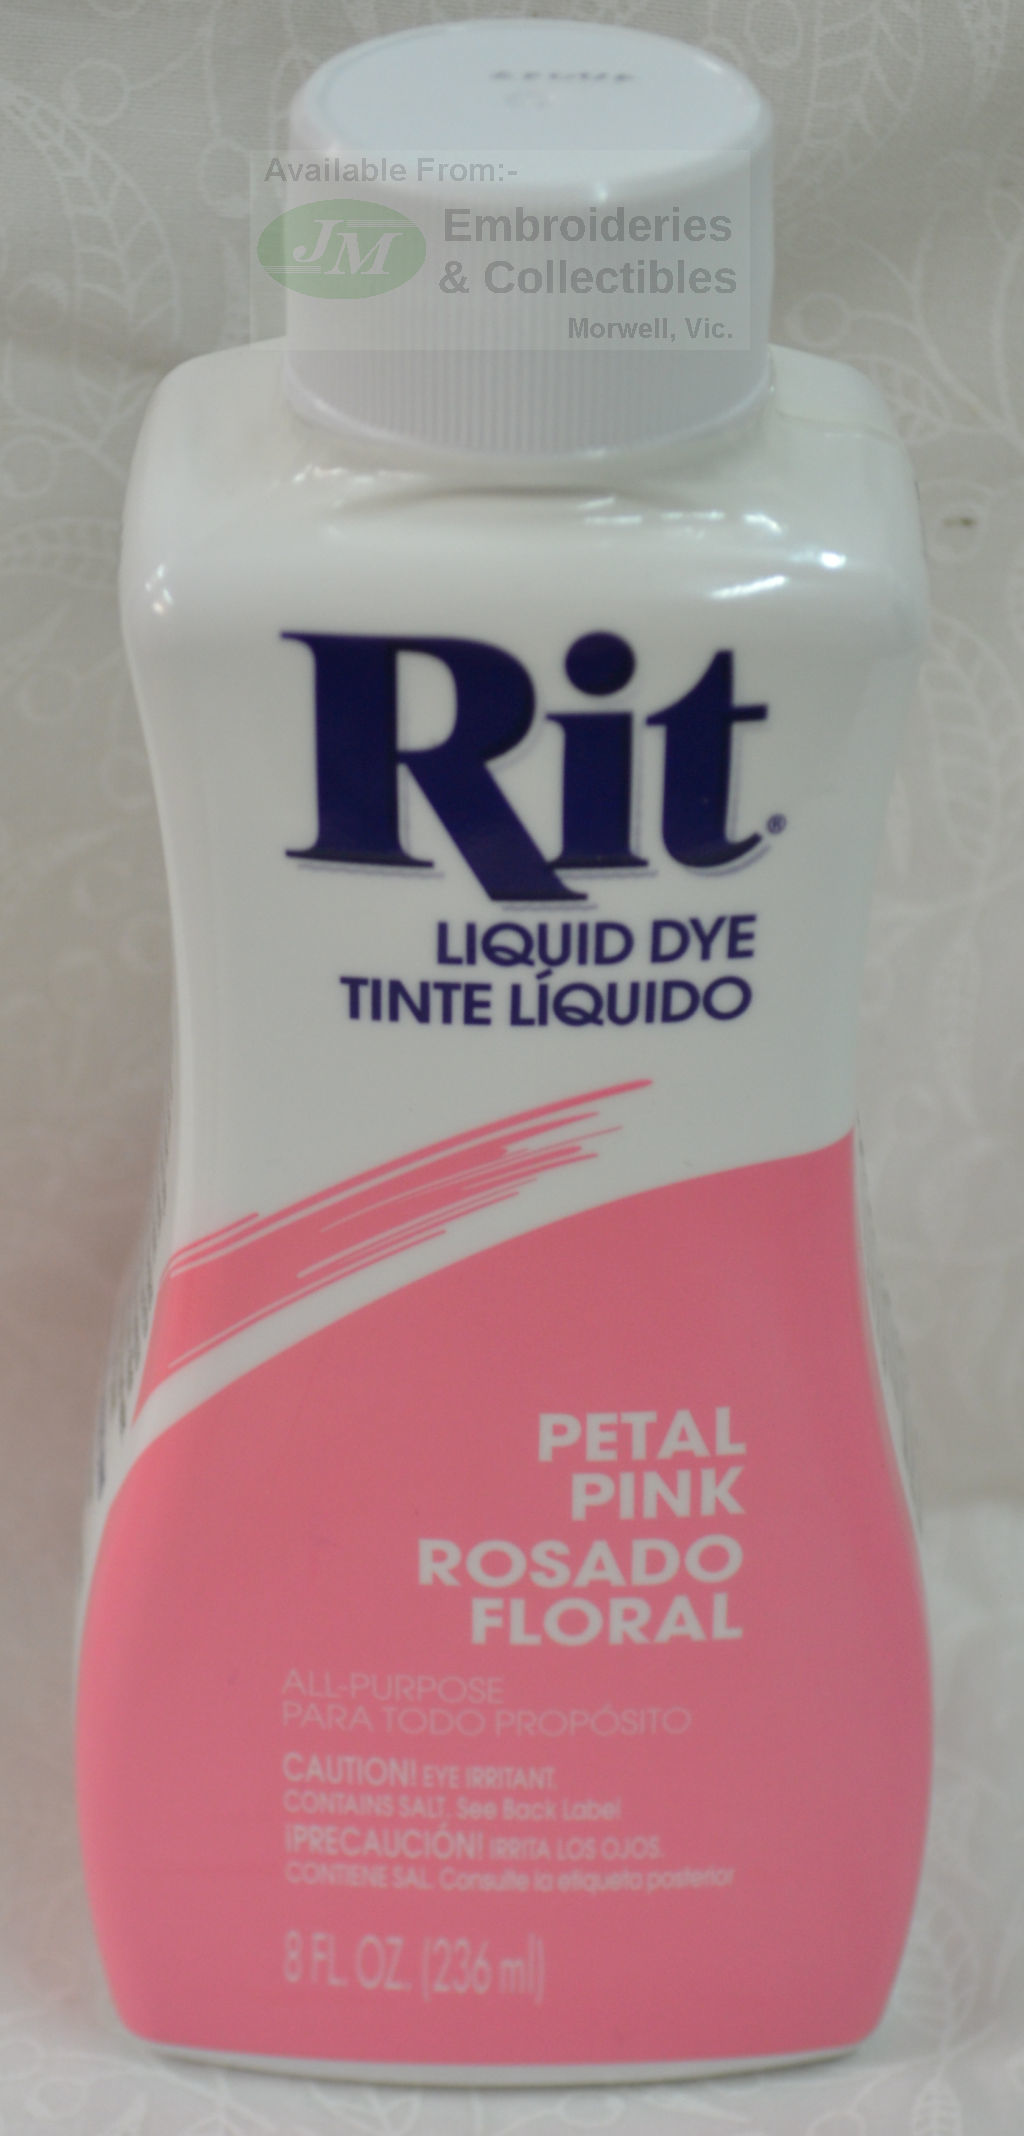 Available From:-
JM
Embroideries
& Collectibles
Morwell, Vic.
Rit®
LIQUID DYE
TINTE LÍQUIDO
PETAL
PINK
ROSADO
FLORAL
ALL-PURPOSE
PARA TODO PROPÓSITO
CAUTION! EYE IRRITANT.
CONTAINS SALT. See Back Label
¡PRECAUCIÓN! IRRITA LOS OJOS.
CONTIENE SAL. Consulte la etiqueta posterior
8 FL. OZ. (236 ml)